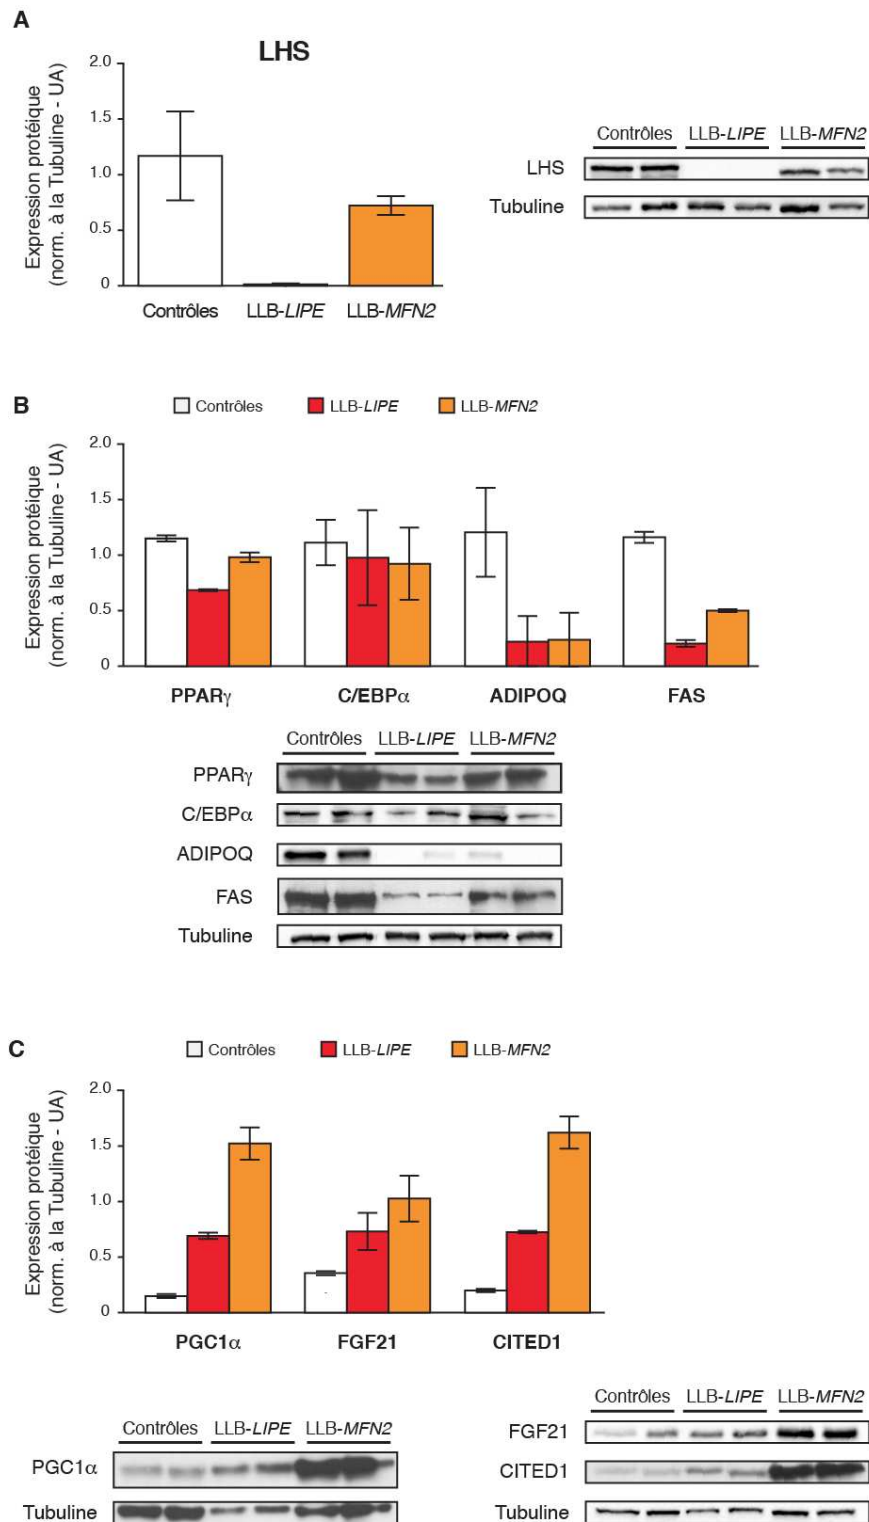 A
LHS
Expression protéique
(norm. à la Tubuline - UA)
2.0
1.5
1.0
0.5
0
Contrôles LLB-LIPE LLB-MFN2
Contrôles LLB-LIPE LLB-MFN2
LHS
Tubuline
B
Contrôles LLB-LIPE LLB-MFN2
Expression protéique
(norm. à la Tubuline - UA)
2.0
1.5
1.0
0.5
0
PPARγ C/EBPα ADIPOQ FAS
Contrôles LLB-LIPE LLB-MFN2
PPARγ
C/EBPα
ADIPOQ
FAS
Tubuline
C
Contrôles LLB-LIPE LLB-MFN2
Expression protéique
(norm. à la Tubuline - UA)
2.0
1.5
1.0
0.5
0
PGC1α FGF21 CITED1
Contrôles LLB-LIPE LLB-MFN2
PGC1α
Tubuline
Contrôles LLB-LIPE LLB-MFN2
FGF21
CITED1
Tubuline